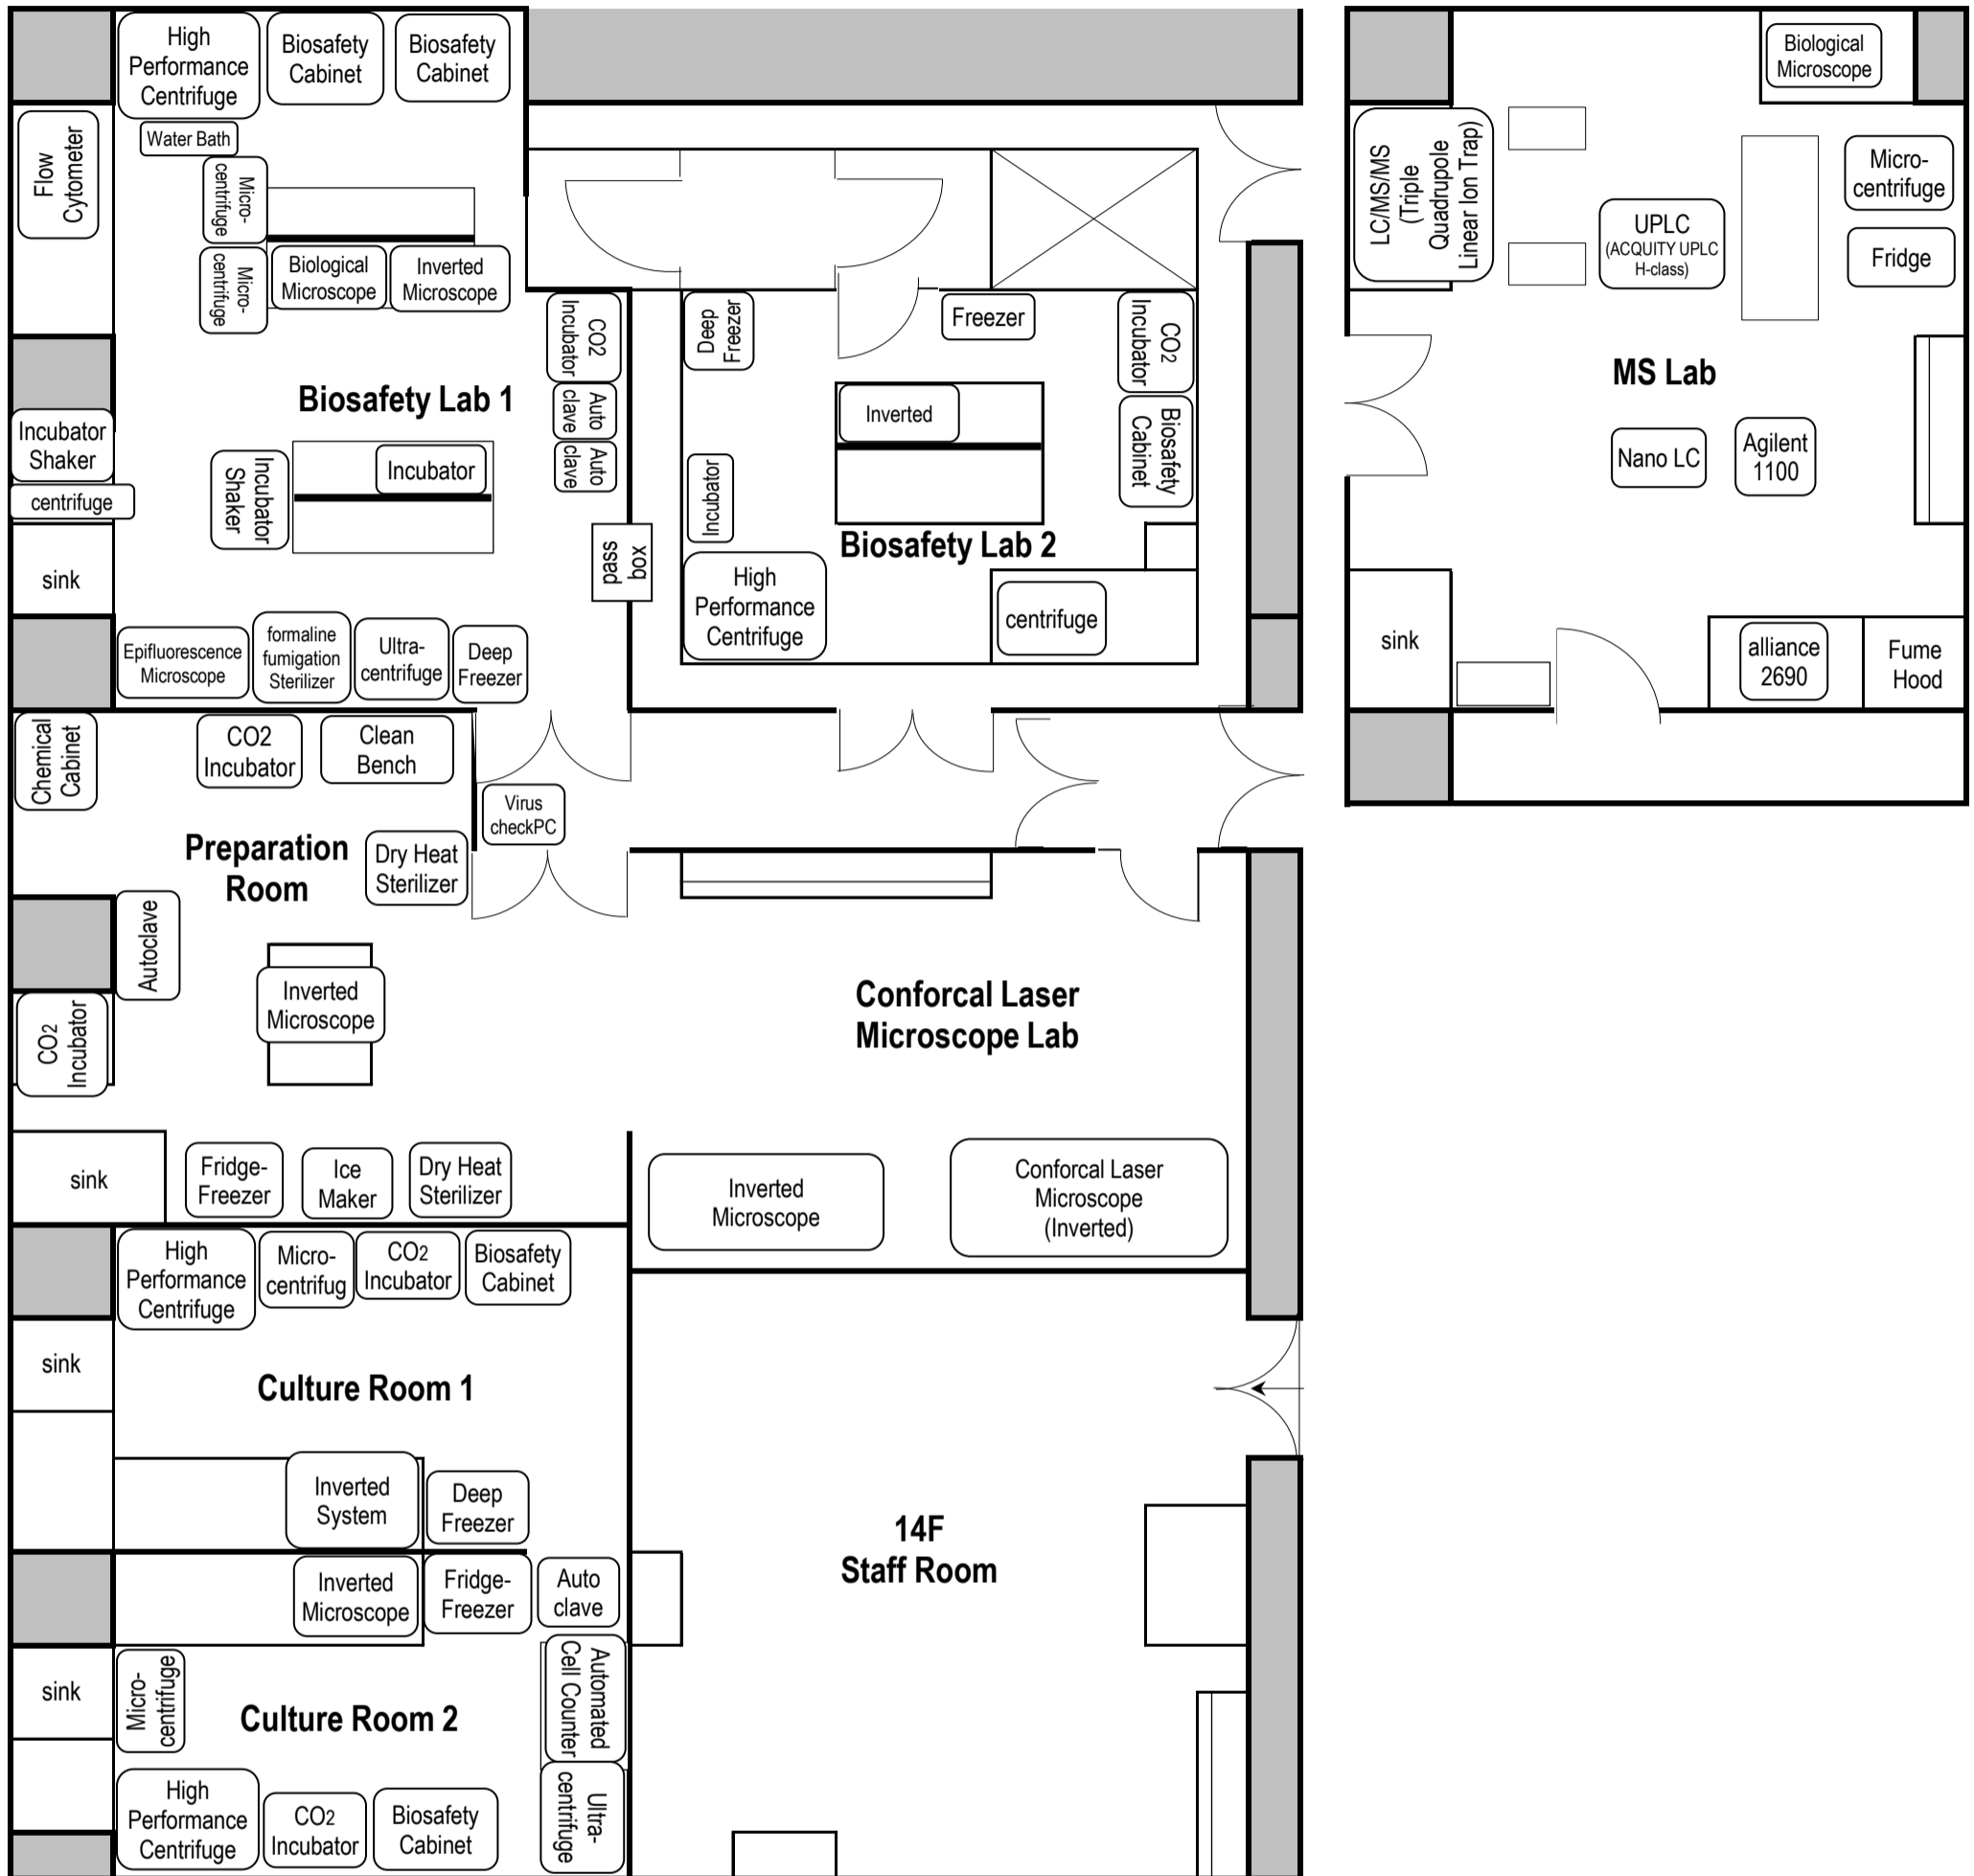 High
Performance
Centrifuge
Biosafety
Cabinet
Biosafety
Cabinet
Flow
Cytometer
Water Bath
Micro-
centrifuge
Micro-
centrifuge
Biological
Microscope
Inverted
Microscope
CO2
Incubator
Auto
clave
Auto
clave
Biosafety Lab 1
Incubator
Shaker
centrifuge
Incubator
Shaker
Incubator
sink
box
pass
Epifluorescence
Microscope
formaline
fumigation
Sterilizer
Ultra-
centrifuge
Deep
Freezer
Deep
Freezer
Freezer
CO2
Incubator
Inverted
Biosafety
Cabinet
Incubator
Biosafety Lab 2
High
Performance
Centrifuge
centrifuge
Biological
Microscope
LC/MS/MS
(Triple
Quadrupole
Linear Ion Trap)
Micro-
centrifuge
UPLC
(ACQUITY UPLC
H-class)
Fridge
MS Lab
Nano LC
Agilent
1100
sink
alliance
2690
Fume
Hood
Chemical
Cabinet
CO2
Incubator
Clean
Bench
Virus
checkPC
Preparation
Room
Dry Heat
Sterilizer
Autoclave
CO2
Incubator
Inverted
Microscope
sink
Fridge-
Freezer
Ice
Maker
Dry Heat
Sterilizer
Conforcal Laser
Microscope Lab
Inverted
Microscope
Conforcal Laser
Microscope
(Inverted)
High
Performance
Centrifuge
Micro-
centrifug
CO2
Incubator
Biosafety
Cabinet
sink
Culture Room 1
Inverted
System
Deep
Freezer
Inverted
Microscope
Fridge-
Freezer
Auto
clave
sink
Micro-
centrifuge
Culture Room 2
Automated
Cell Counter
High
Performance
Centrifuge
CO2
Incubator
Biosafety
Cabinet
Ultra-
centrifuge
14F
Staff Room